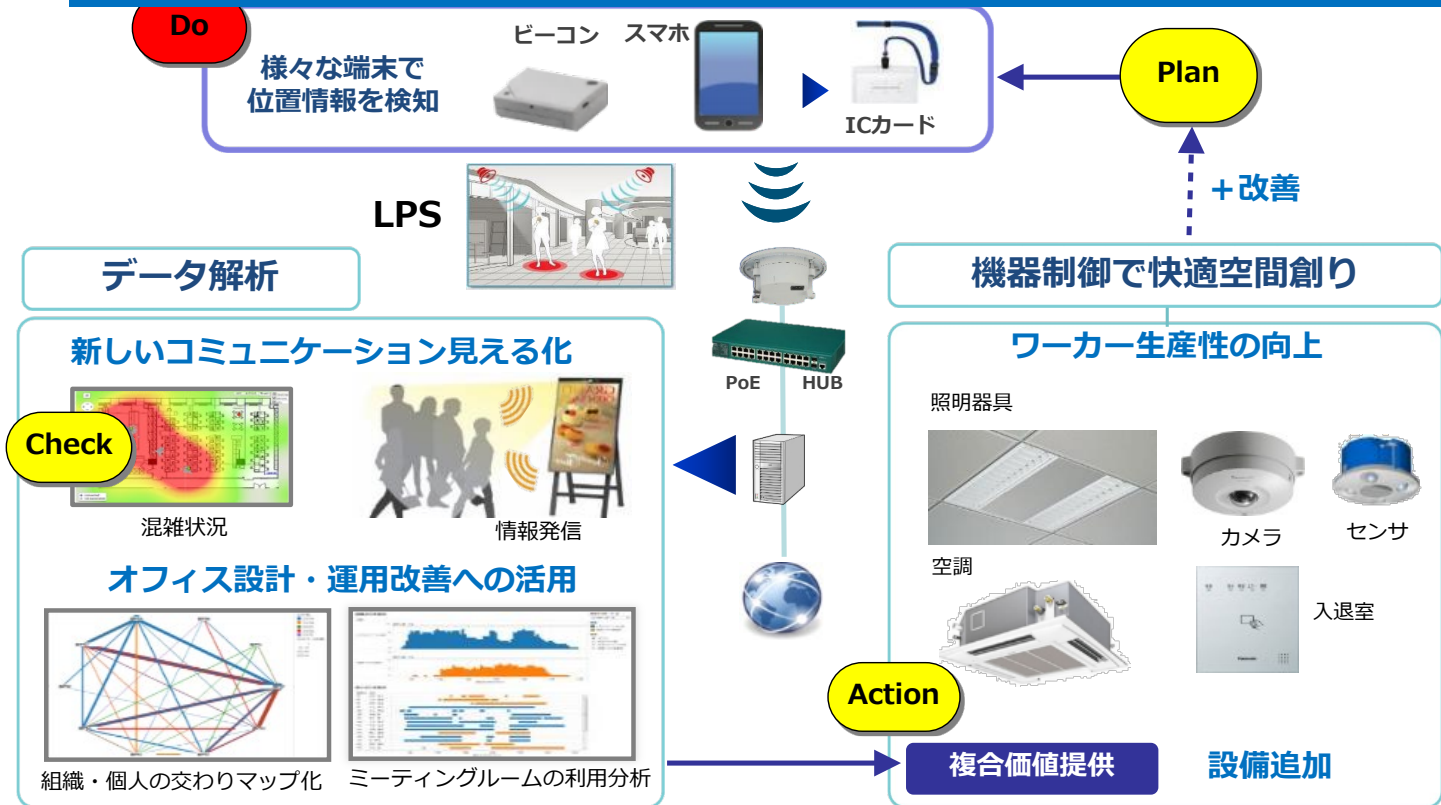 Do
様々な端末で
位置情報を検知
ビーコン
スマホ
ICカード
Plan
＋改善
LPS
データ解析
新しいコミュニケーション見える化
Check
混雑状況
情報発信
オフィス設計・運用改善への活用
組織・個人の交わりマップ化
ミーティングルームの利用分析
PoE
HUB
機器制御で快適空間創り
ワーカー生産性の向上
照明器具
カメラ
センサ
空調
入退室
Panasonic
Action
複合価値提供
設備追加